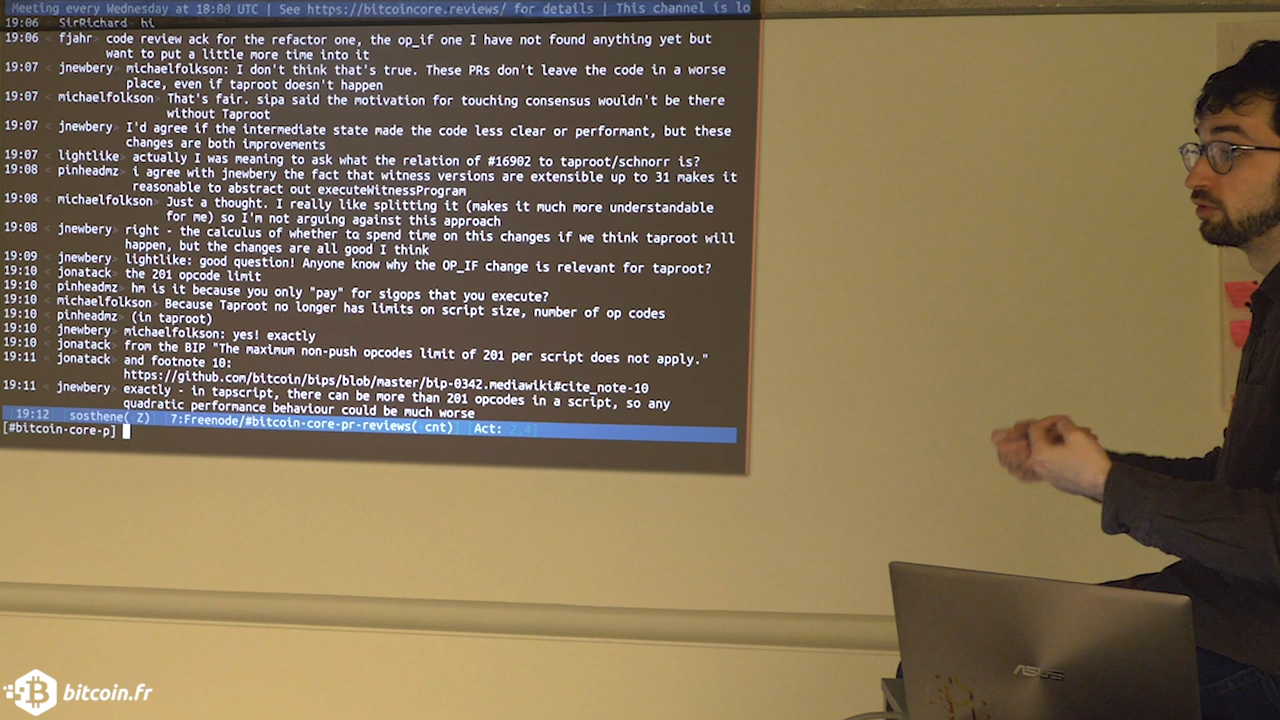 Meeting every Wednesday at 18:00 UTC | See https://bitcoincore.reviews/ for details | This channel is lo
19:06 < SirRichard> hi
19:06 < fjahr> code review ack for the refactor one, the op_if one I have not found anything yet but
want to put a little more time into it
19:07 < jnewbery> michaelfolkson: I don't think that's true. These PRs don't leave the code in a worse
place, even if taproot doesn't happen
19:07 < michaelfolkson> That's fair. sipa said the motivation for touching consensus wouldn't be there
without Taproot
19:07 < jnewbery> I'd agree if the intermediate state made the code less clear or performant, but these
changes are both improvements
19:07 < lightlike> actually I was meaning to ask what the relation of #16902 to taproot/schnorr is?
19:08 < pinheadmz> i agree with jnewbery the fact that witness versions are extensible up to 31 makes it
reasonable to abstract out executeWitnessProgram
19:08 < michaelfolkson> Just a thought. I really like splitting it (makes it much more understandable
for me) so I'm not arguing against this approach
19:08 < jnewbery> right - the calculus of whether to spend time on this changes if we think taproot will
happen, but the changes are all good I think
19:09 < jnewbery> lightlike: good question! Anyone know why the OP_IF change is relevant for taproot?
19:10 < jonatack> the 201 opcode limit
19:10 < pinheadmz> hm is it because you only "pay" for sigops that you execute?
19:10 < michaelfolkson> Because Taproot no longer has limits on script size, number of op codes
19:10 < pinheadmz> (in taproot)
19:10 < jnewbery> michaelfolkson: yes! exactly
19:10 < jonatack> from the BIP "The maximum non-push opcodes limit of 201 per script does not apply."
19:11 < jonatack> and footnote 10:
https://github.com/bitcoin/bips/blob/master/bip-0342.mediawiki#cite_note-10
19:11 < jnewbery> exactly - in tapscript, there can be more than 201 opcodes in a script, so any
quadratic performance behaviour could be much worse
[19:12] [sosthene( Z)] [7:Freenode/#bitcoin-core-pr-reviews( cnt)] [Act: 2,4]
[#bitcoin-core-p]
ASUS
bitcoin.fr